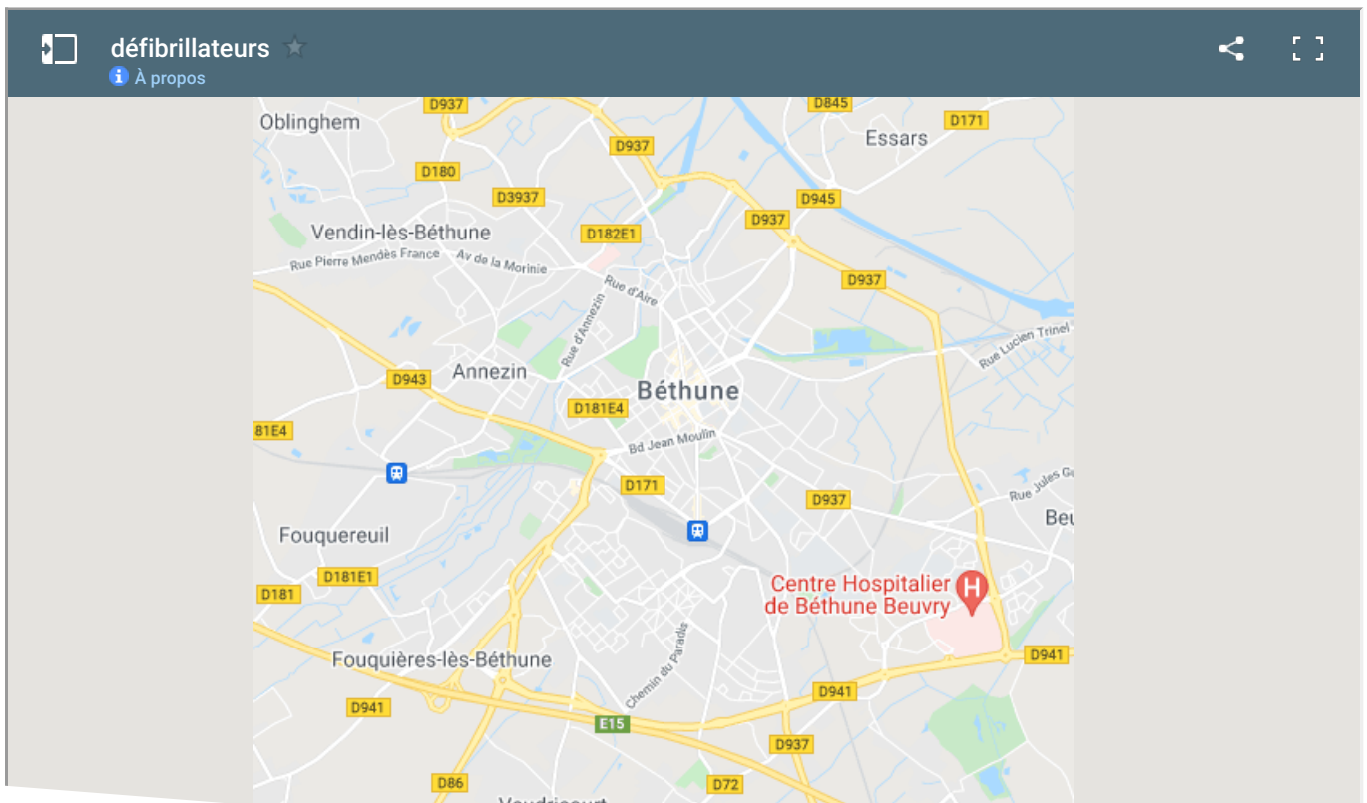 défibrillateurs
À propos
D937
D845
Oblinghem
D171
Essars
D937
D180
D3937
D945
D937
Vendin-lès-Béthune
D182E1
Rue Pierre Mendès France
Av de la Morinie
D937
Rue d'Aire
Rue d'Annezin
Rue Lucien Trinel
Annezin
D943
Béthune
D181E4
81E4
Bd Jean Moulin
D171
D937
Rue Jules G
Beu
Fouquereuil
D181E1
D181
Centre Hospitalier
de Béthune Beuvry
H
Chemin du Paradis
Fouquières-lès-Béthune
D941
D941
D941
E15
D937
D86
D72
Vaudricourt